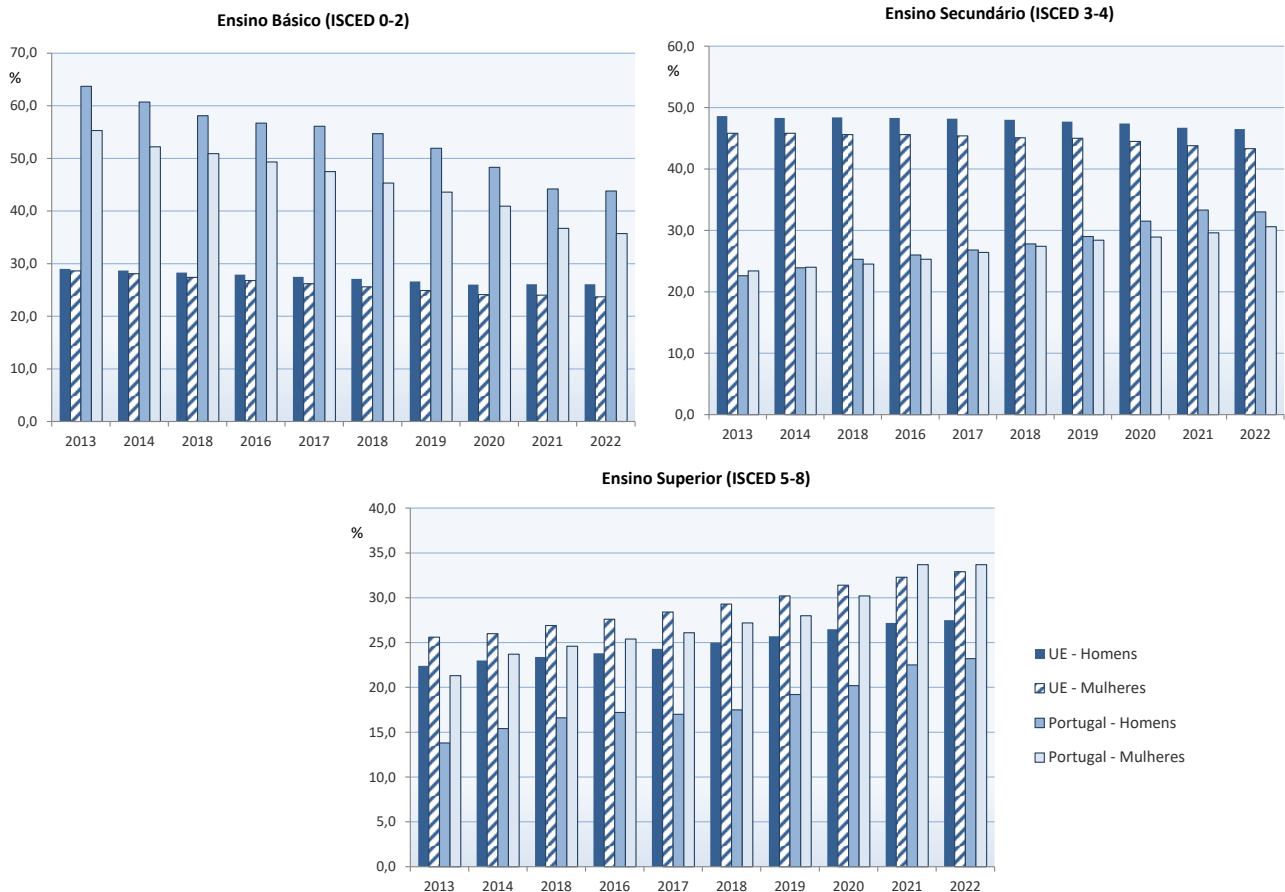 Ensino Básico (ISCED 0-2)
70,0
%
60,0
50,0
40,0
30,0
20,0
10,0
0,0
2013 2014 2018 2016 2017 2018 2019 2020 2021 2022
Ensino Secundário (ISCED 3-4)
60,0
%
50,0
40,0
30,0
20,0
10,0
0,0
2013 2014 2018 2016 2017 2018 2019 2020 2021 2022
Ensino Superior (ISCED 5-8)
40,0
%
35,0
30,0
25,0
20,0
15,0
10,0
5,0
0,0
2013 2014 2018 2016 2017 2018 2019 2020 2021 2022
UE - Homens
UE - Mulheres
Portugal - Homens
Portugal - Mulheres